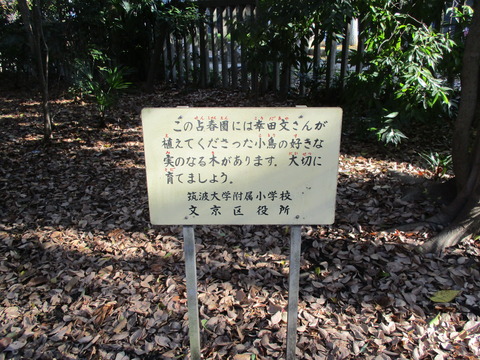 この占春園には幸田文さんが
植えてくださった小鳥の好きな
実のなる木があります。大切に
育てましょう。
筑波大学附属小学校
文京区役所